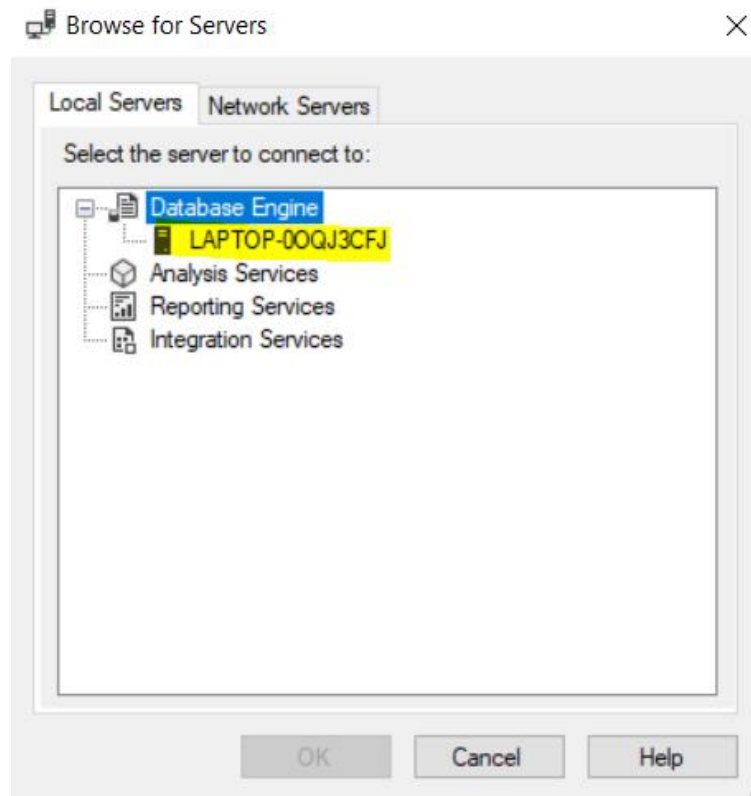 Browse for Servers
Local Servers
Network Servers
Select the server to connect to:
Database Engine
LAPTOP-0OQJ3CFJ
Analysis Services
Reporting Services
Integration Services
OK
Cancel
Help